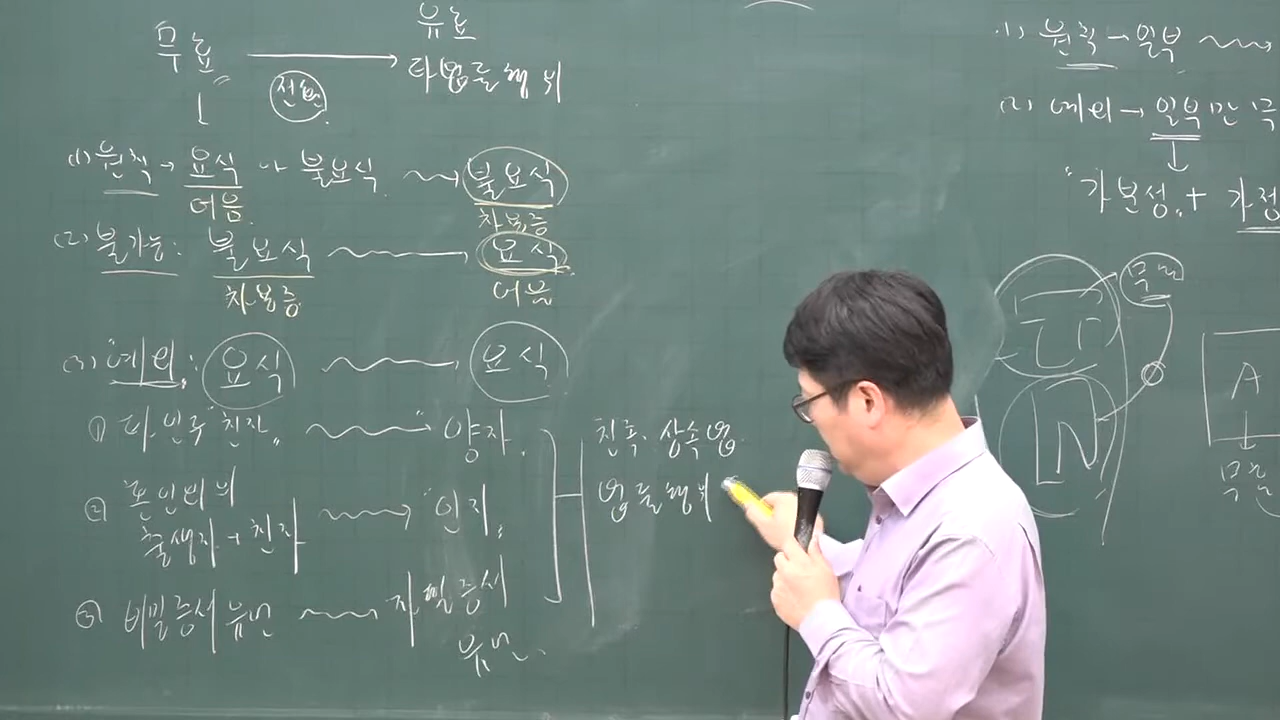 무효 → 유효
전환
타법률행위
(1) 원칙 → 요식 or 불요식 → 불요식
어음
차용증
(2) 불가능: 불요식 → 요식
차용증
어음
(3) 예외: 요식 → 요식
① 타인부 "친자" → "양자"
② 혼인외의 출생자 → 친자 → "인지"
③ 비밀증서유언 → 자필증서유언
친족·상속법
법률행위
(1) 원칙 → 일부
(2) 예외 → 일부만
"가분성" + 가정
무권
A